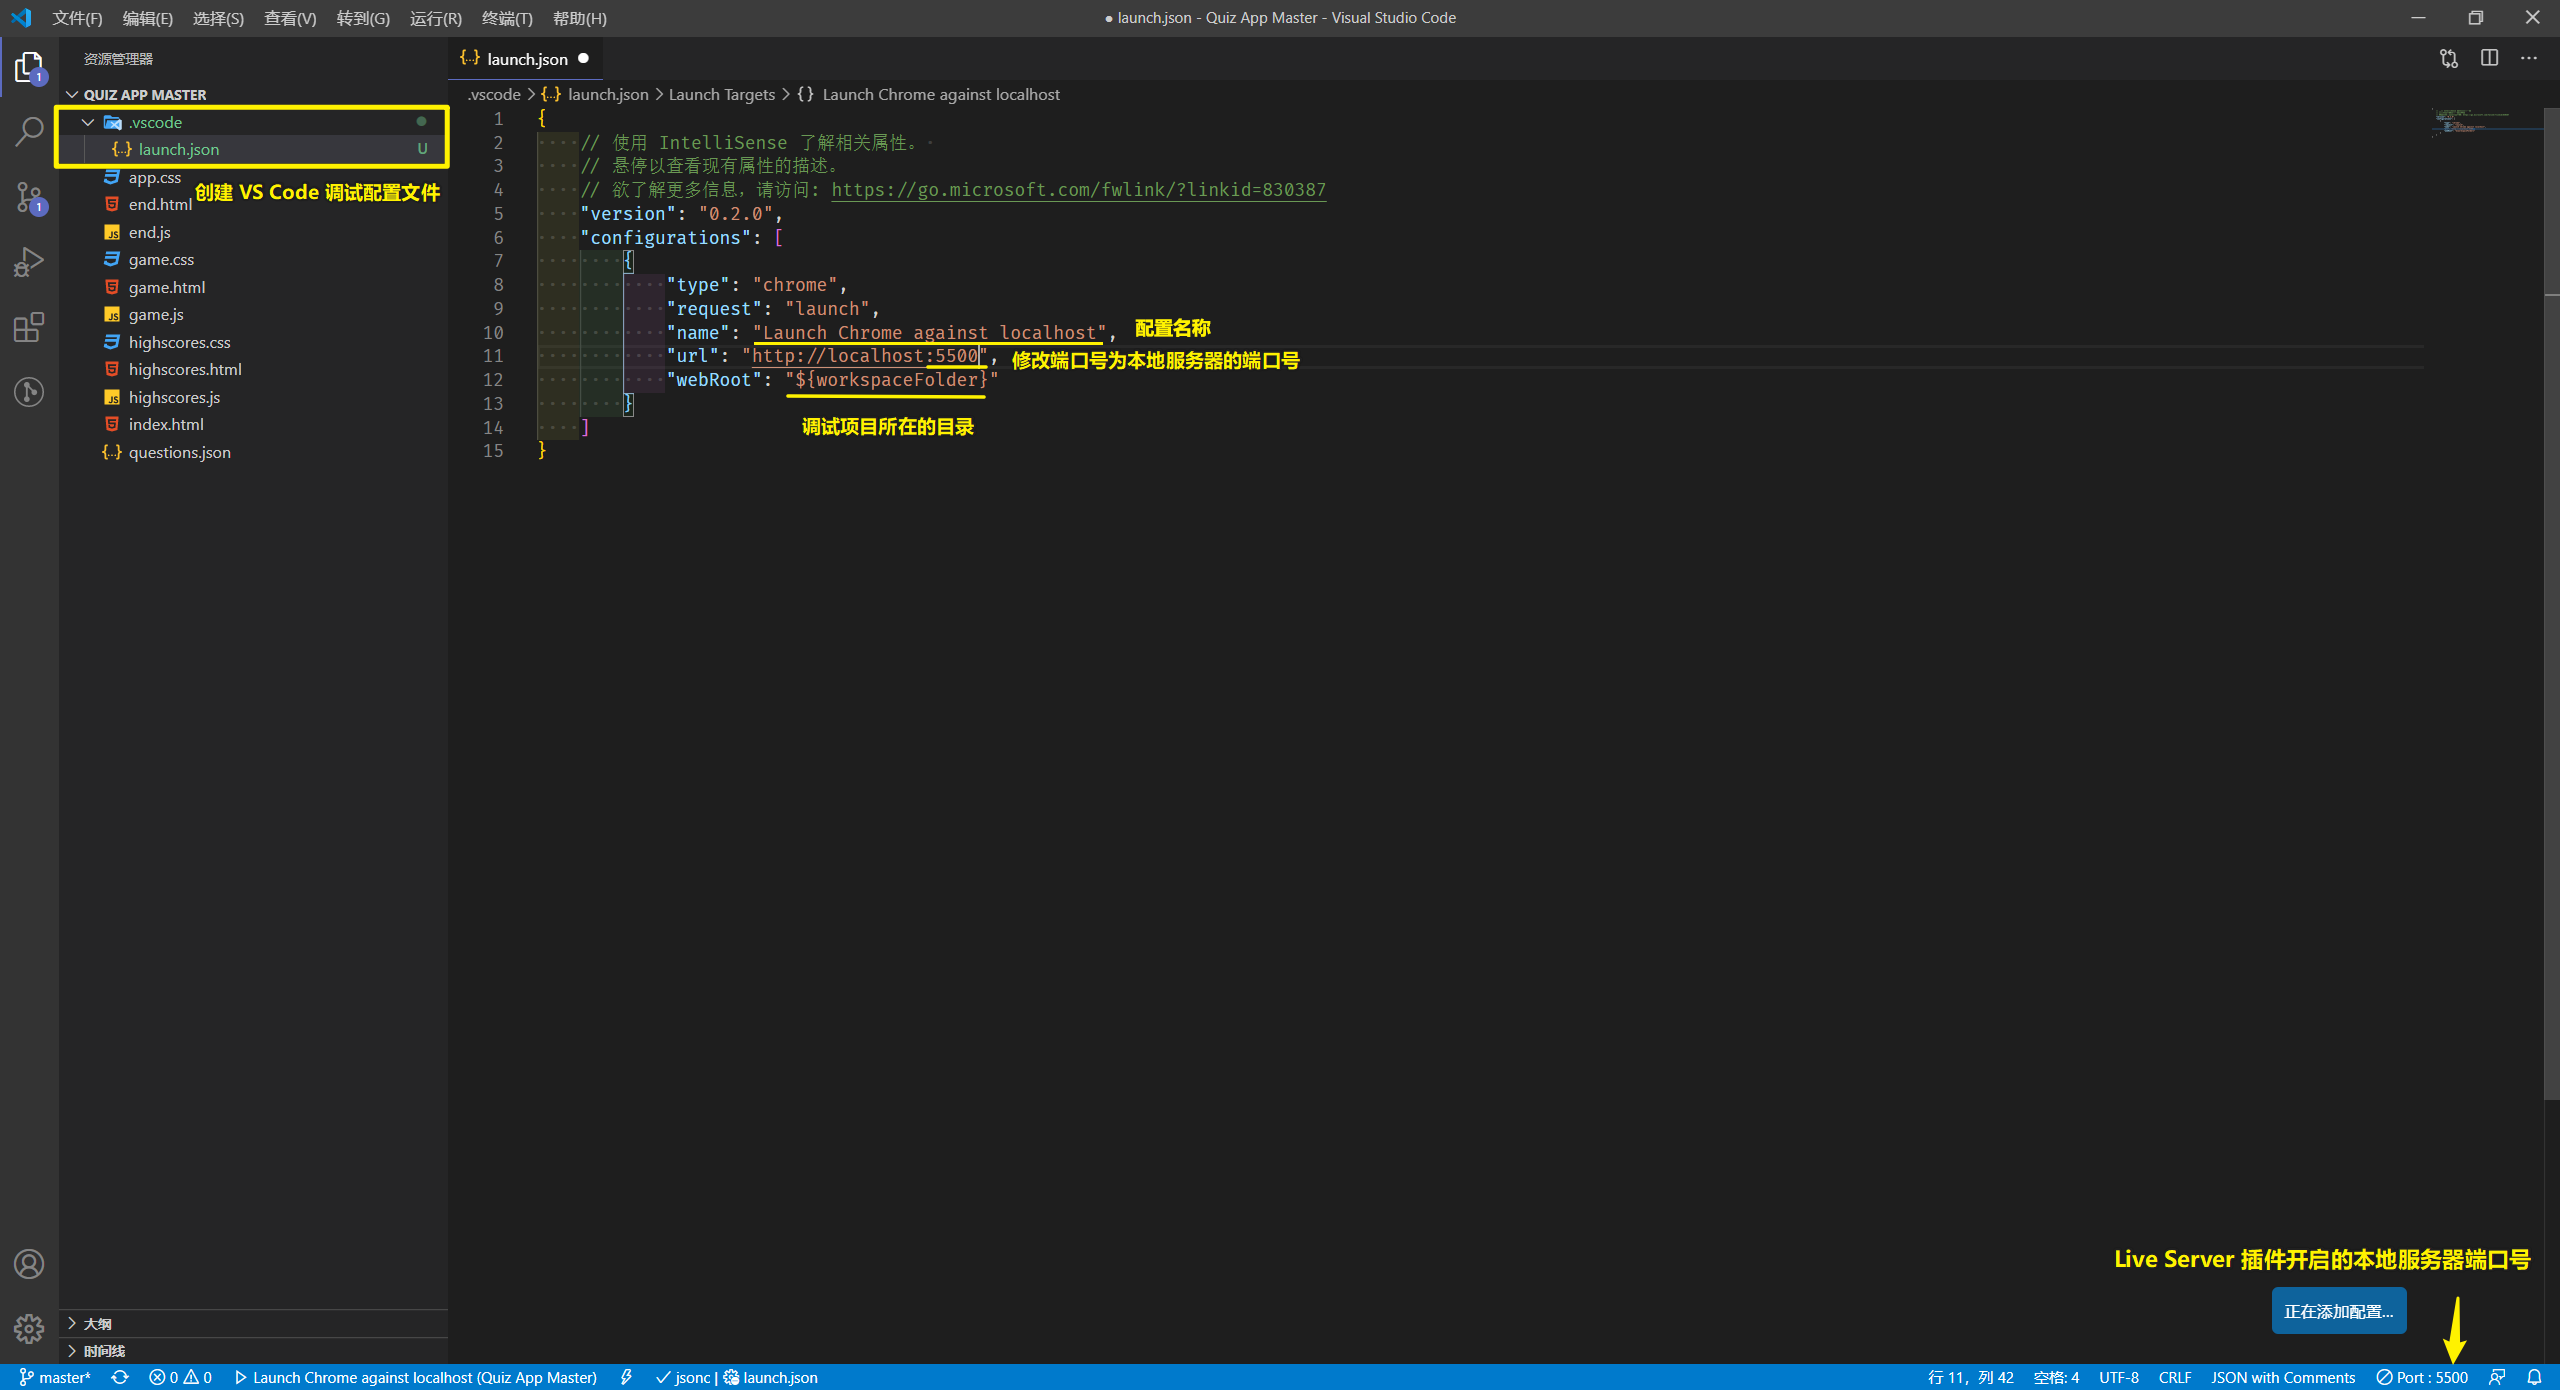 文件(F) 编辑(E) 选择(S) 查看(V) 转到(G) 运行(R) 终端(T) 帮助(H)
● launch.json - Quiz App Master - Visual Studio Code
资源管理器
QUIZ APP MASTER
.vscode
launch.json U
创建 VS Code 调试配置文件
app.css
end.html
end.js
game.css
game.html
game.js
highscores.css
highscores.html
highscores.js
index.html
questions.json
大纲
时间线
launch.json
.vscode > launch.json > Launch Targets > {} Launch Chrome against localhost
1 {
2 // 使用 IntelliSense 了解相关属性。
3 // 悬停以查看现有属性的描述。
4 // 欲了解更多信息，请访问: https://go.microsoft.com/fwlink/?linkid=830387
5 "version": "0.2.0",
6 "configurations": [
7 {
8 "type": "chrome",
9 "request": "launch",
10 "name": "Launch Chrome against localhost", 配置名称
11 "url": "http://localhost:5500", 修改端口号为本地服务器的端口号
12 "webRoot": "${workspaceFolder}"
13 }
调试项目所在的目录
14 ]
15 }
Live Server 插件开启的本地服务器端口号
正在添加配置...
1
1
master* 0 0 Launch Chrome against localhost (Quiz App Master) jsonc | launch.json
行 11，列 42 空格: 4 UTF-8 CRLF JSON with Comments Port : 5500